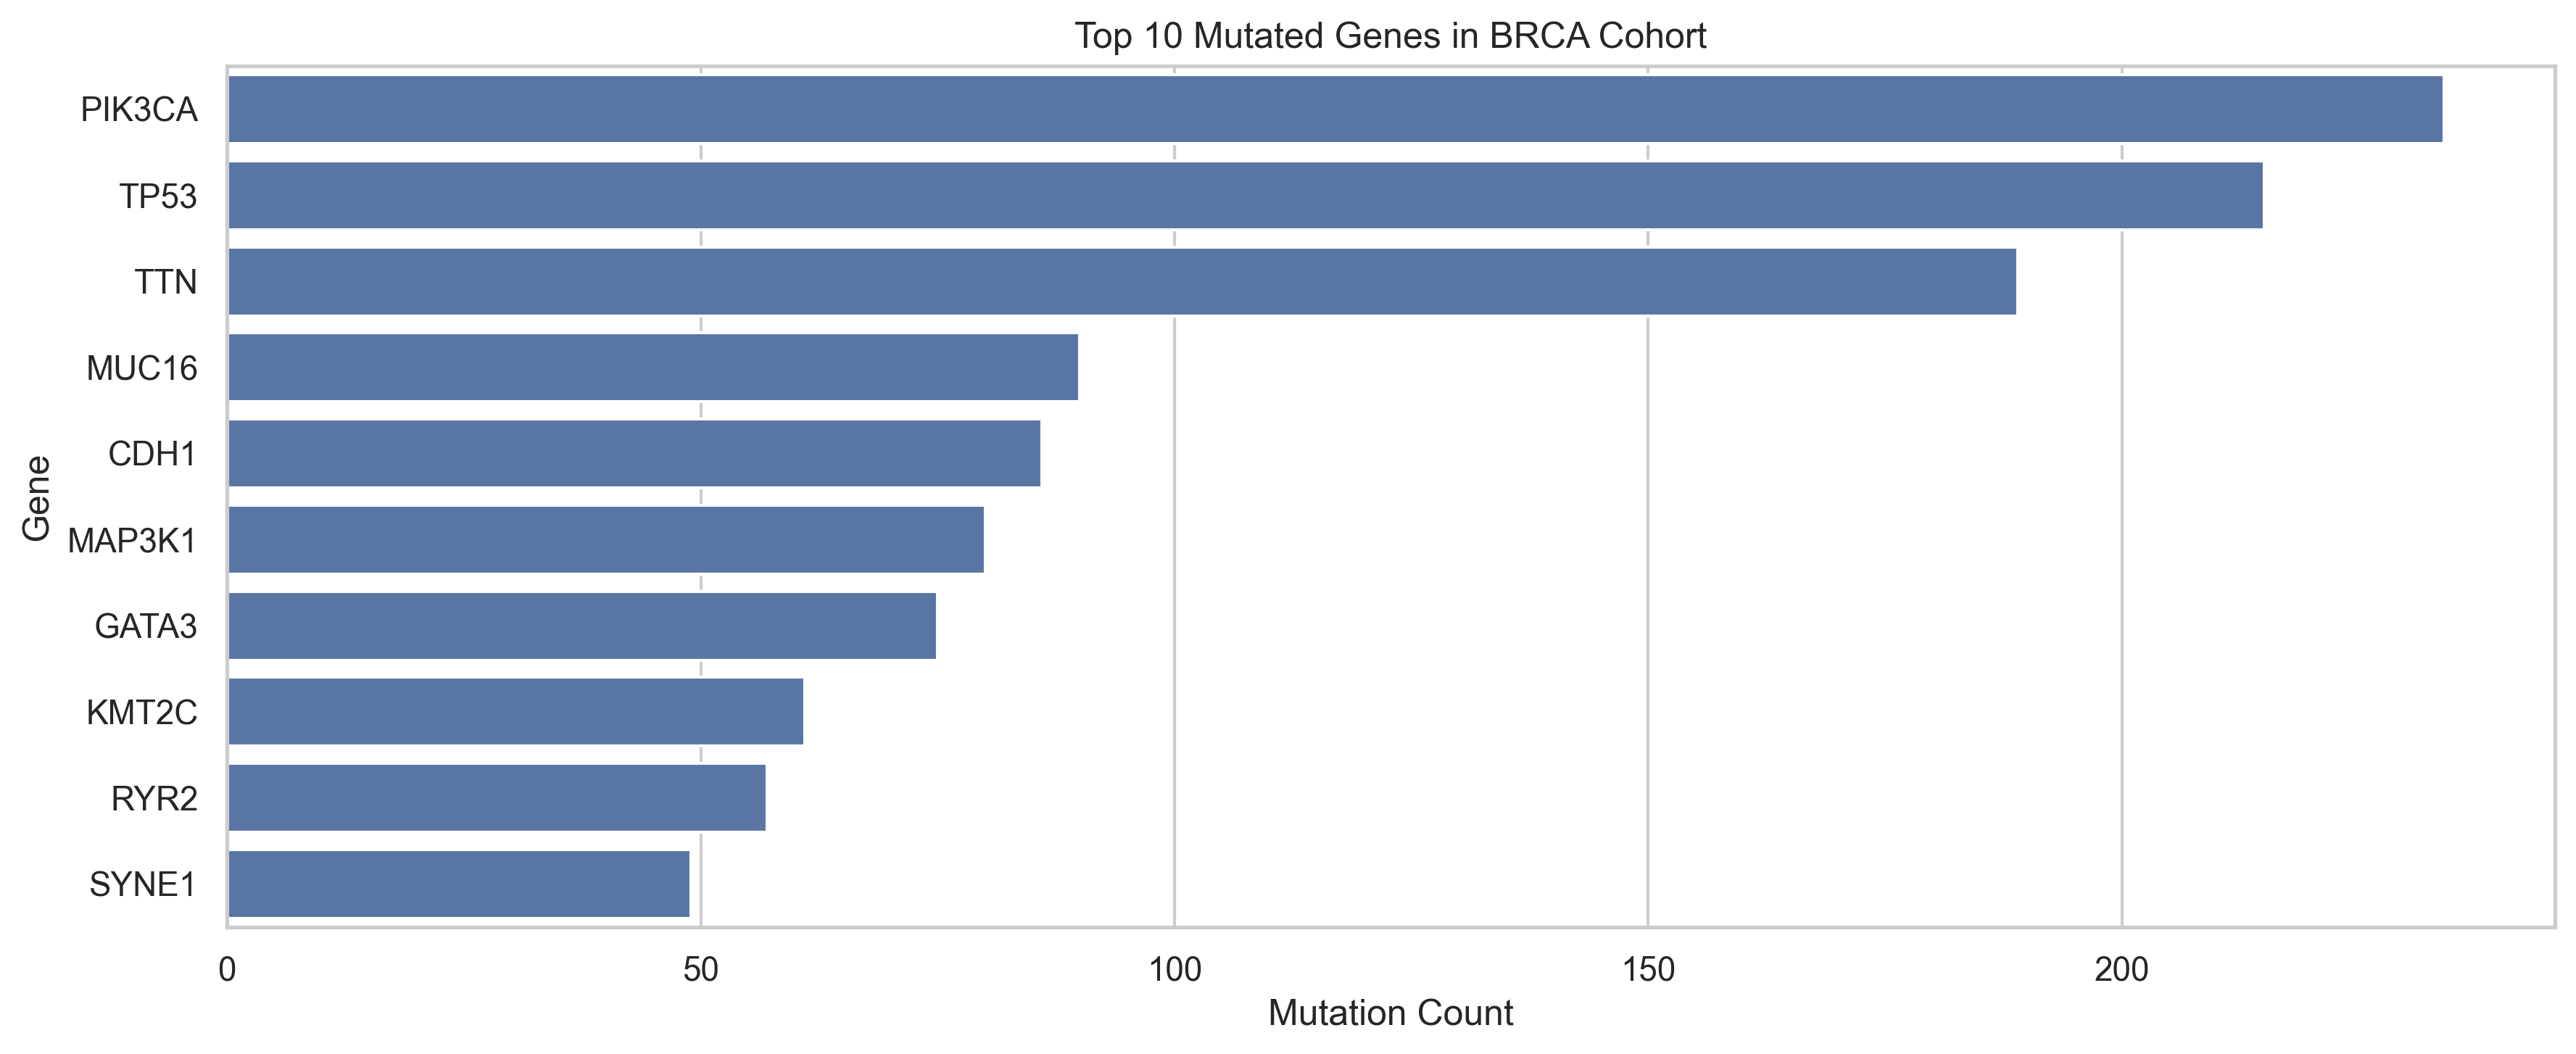 Top 10 Mutated Genes in BRCA Cohort
Gene
PIK3CA
TP53
TTN
MUC16
CDH1
MAP3K1
GATA3
KMT2C
RYR2
SYNE1
0 50 100 150 200
Mutation Count